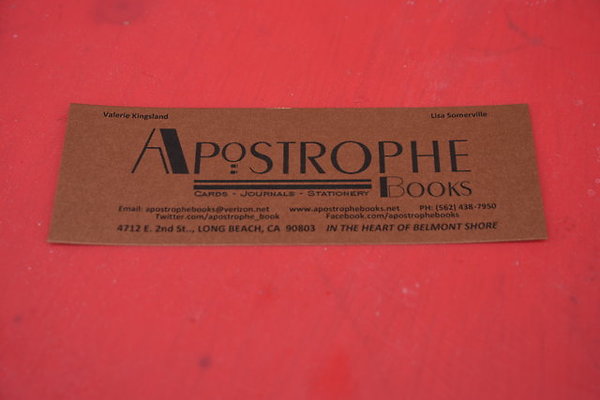 Valerie Kingsland Lisa Somerville
APOSTROPHE
CARDS - JOURNALS - STATIONERY BOOKS
Email: apostrophebooks@verizon.net www.apostrophebooks.net PH: (562) 438-7950
Twitter.com/apostrophe_book Facebook.com/apostrophebooks
4712 E. 2nd St.., LONG BEACH, CA 90803 IN THE HEART OF BELMONT SHORE